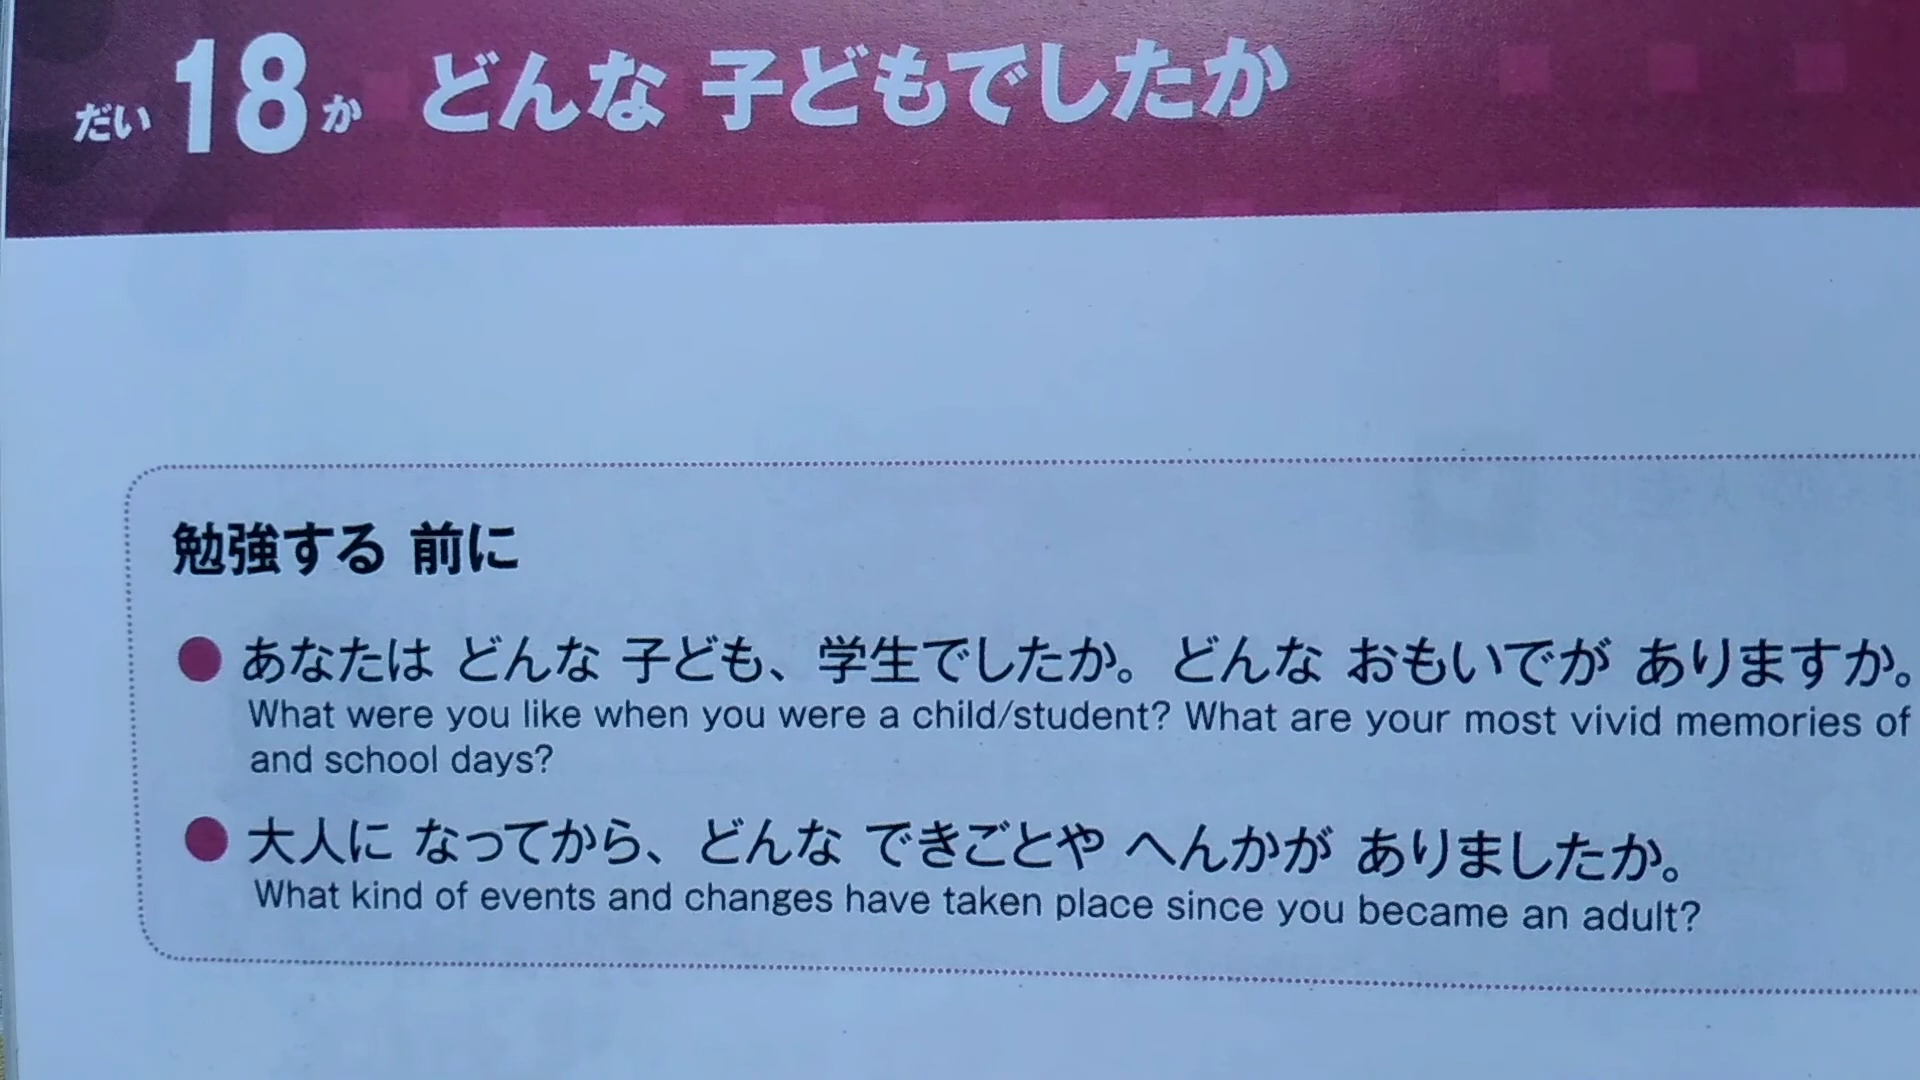 だい 18 か どんな 子どもでしたか
勉強する 前に
あなたは どんな 子ども、学生でしたか。どんな おもいでが ありますか。
What were you like when you were a child/student? What are your most vivid memories of
and school days?
大人に なってから、どんな できごとや へんかが ありましたか。
What kind of events and changes have taken place since you became an adult?